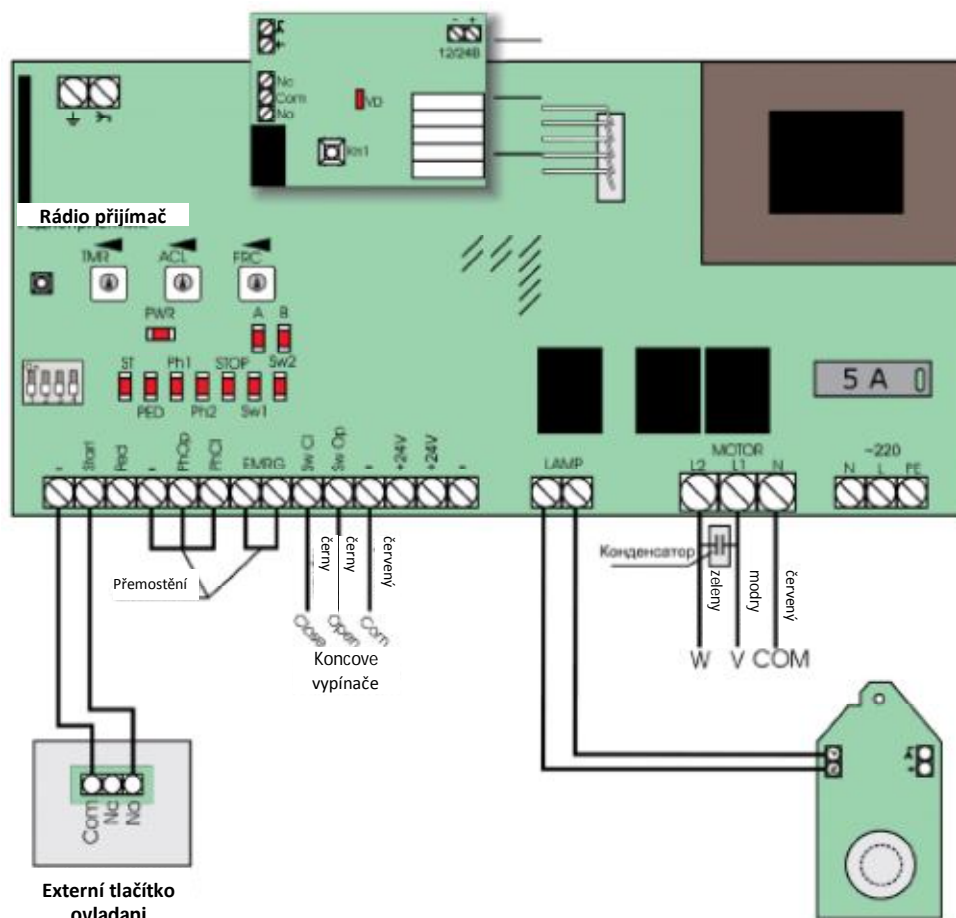 - +
12/24В
Nc
Com
No
VD
Kn1
Rádio přijímač
TMR ACL FRC
PWR A B
ST Ph1 STOP Sw2
PED Ph2 Sw1
On
5 A
MOTOR
L2 L1 N
~220
N L PE
LAMP
- Start Ped - PhOp PhCl EMRG Sw Cl Sw Op - +24V +24V -
Přemostění
černy
černy
červený
Close Open Com
Koncove
vypínače
Конденсатор
zeleny
modry
červený
W V COM
Com Nc No
Externí tlačítko
ovladani